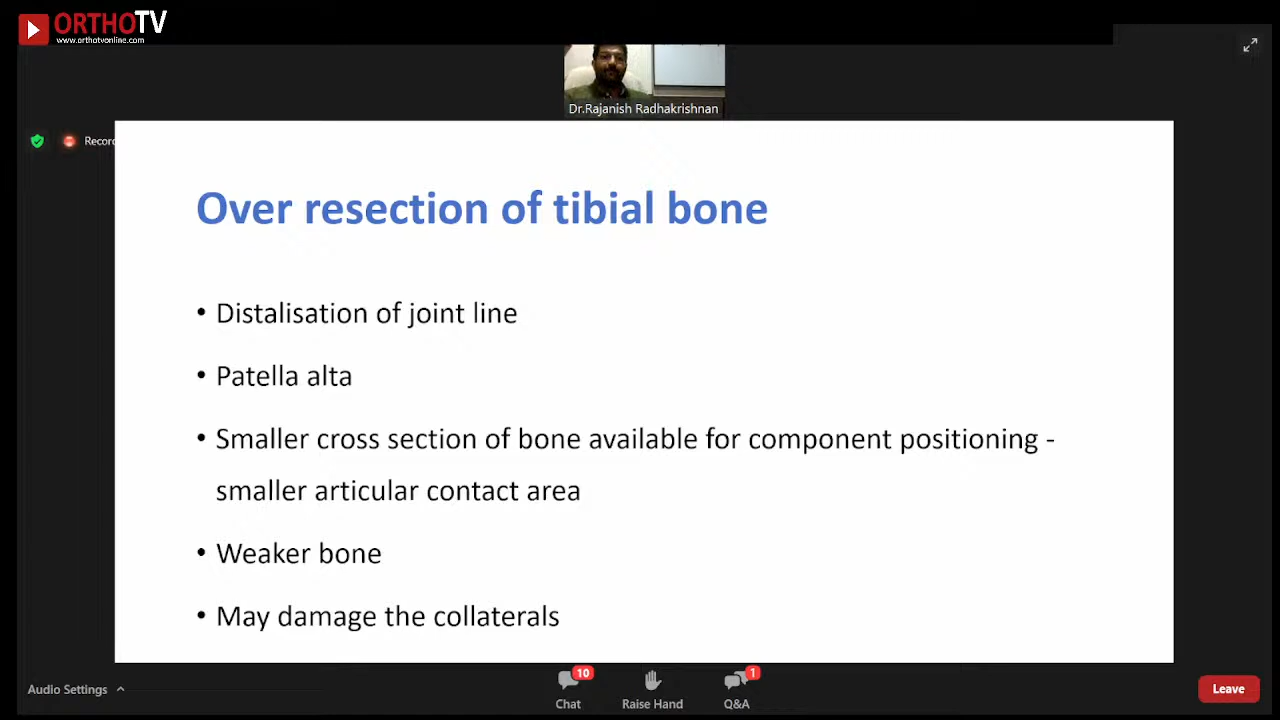 ORTHOTV
www.orthotvonline.com
Dr.Rajanish Radhakrishnan
Recor
Over resection of tibial bone
• Distalisation of joint line
• Patella alta
• Smaller cross section of bone available for component positioning -
smaller articular contact area
• Weaker bone
• May damage the collaterals
Audio Settings
10
Chat
Raise Hand
1
Q&A
Leave